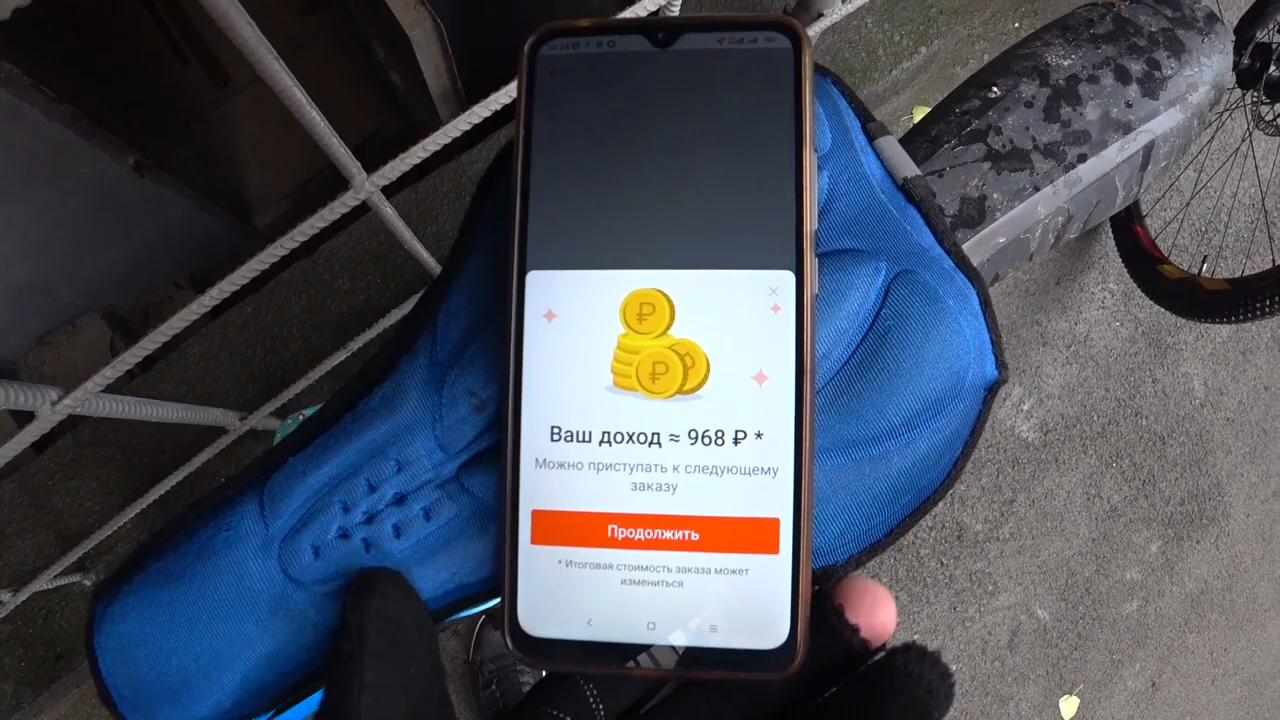 Ваш доход ≈ 968 ₽ *
Можно приступать к следующему
заказу
Продолжить
* Итоговая стоимость заказа может
измениться